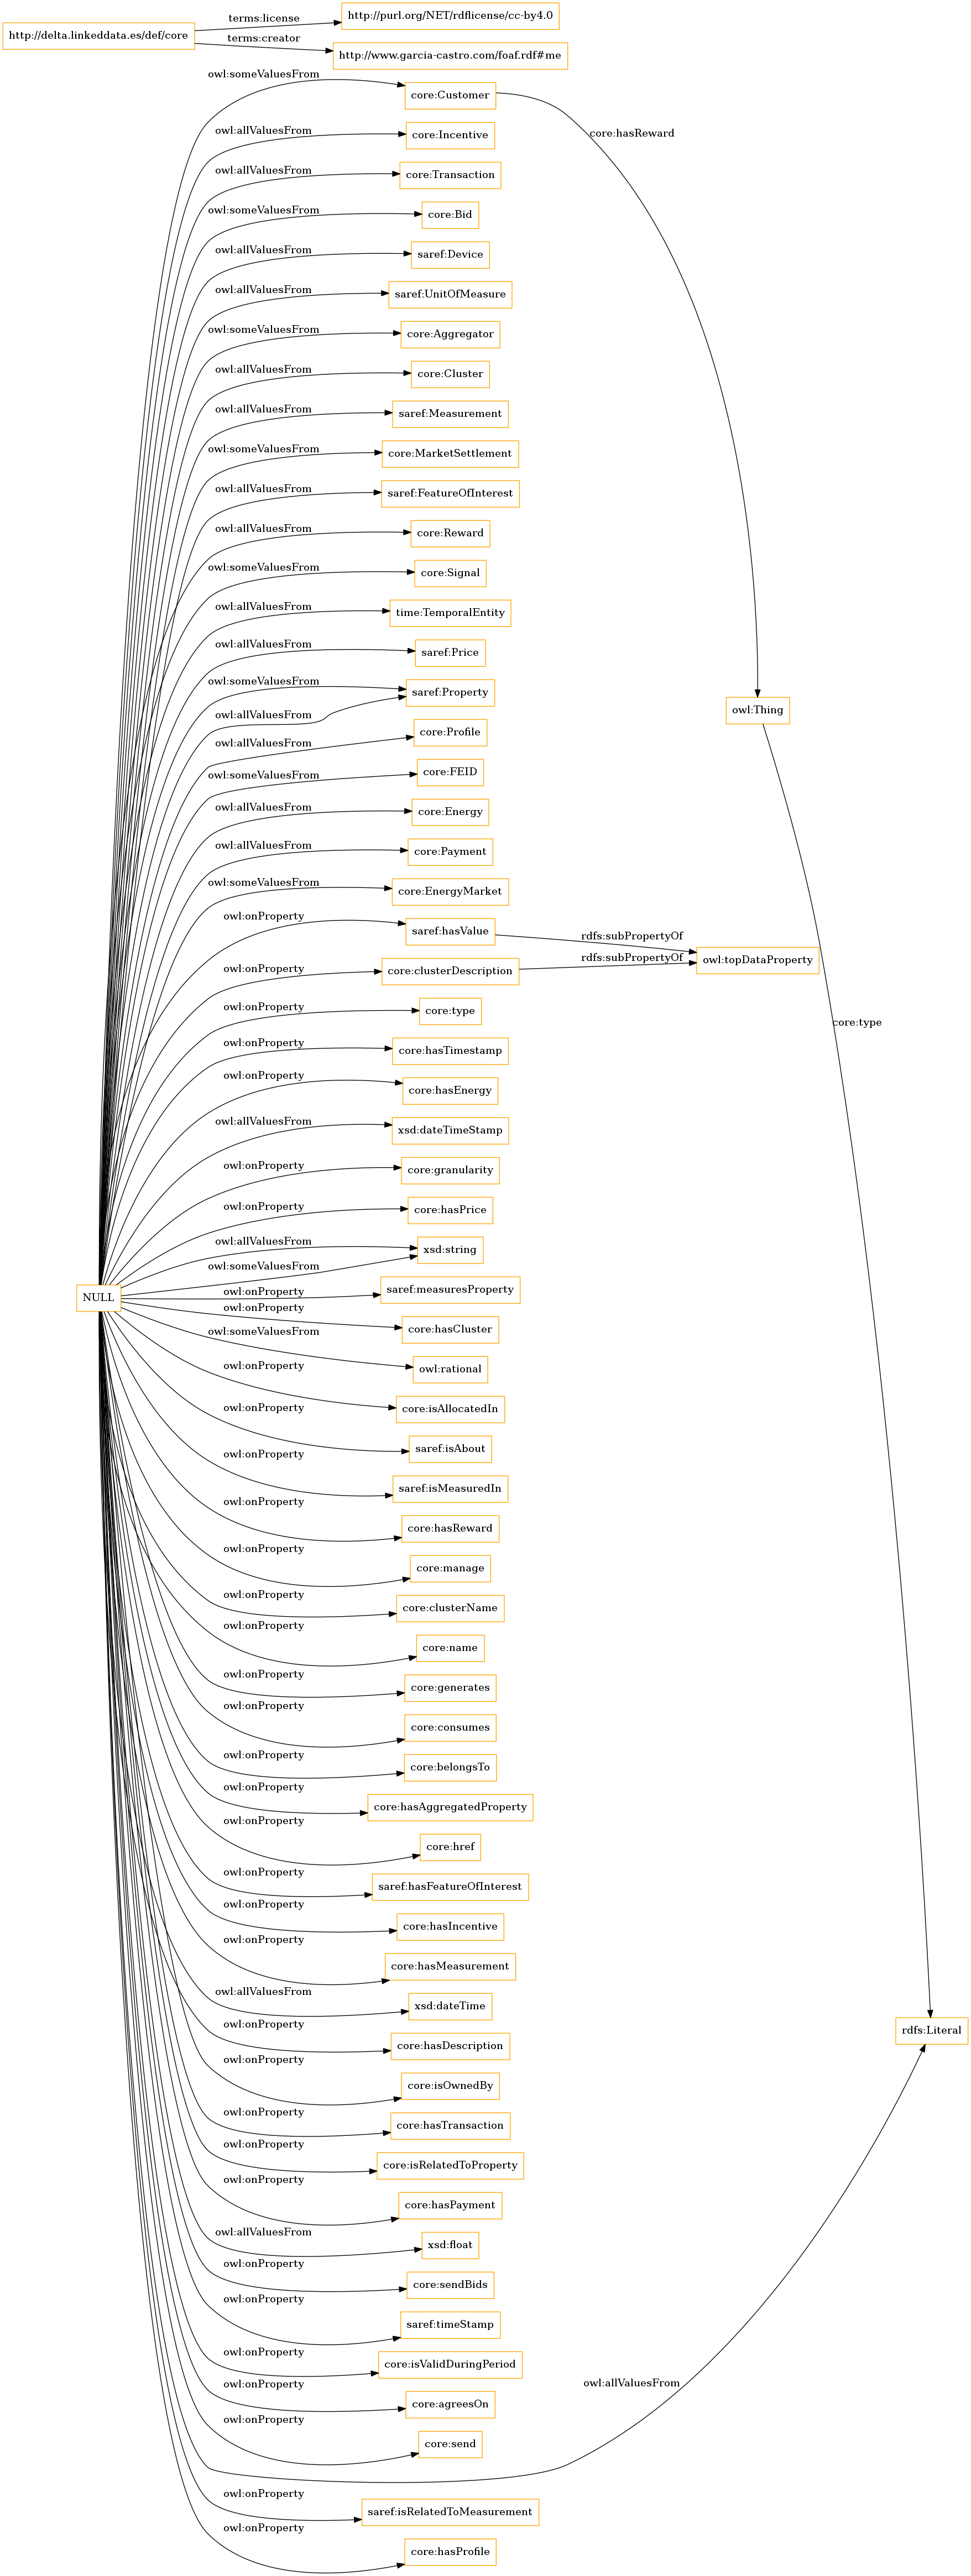 terms:license
http://purl.org/NET/rdflicense/cc-by4.0
http://delta.linkeddata.es/def/core
terms:creator
http://www.garcia-castro.com/foaf.rdf#me
owl:someValuesFrom
core:Customer
core:hasReward
owl:allValuesFrom
core:Incentive
owl:allValuesFrom
core:Transaction
owl:someValuesFrom
core:Bid
owl:allValuesFrom
saref:Device
owl:allValuesFrom
saref:UnitOfMeasure
owl:someValuesFrom
core:Aggregator
owl:allValuesFrom
core:Cluster
owl:allValuesFrom
saref:Measurement
owl:someValuesFrom
core:MarketSettlement
owl:allValuesFrom
saref:FeatureOfInterest
owl:allValuesFrom
core:Reward
owl:someValuesFrom
core:Signal
owl:allValuesFrom
time:TemporalEntity
owl:allValuesFrom
saref:Price
owl:someValuesFrom
saref:Property
owl:allValuesFrom
owl:Thing
core:Profile
owl:allValuesFrom
owl:someValuesFrom
core:FEID
owl:allValuesFrom
core:Energy
owl:allValuesFrom
core:Payment
owl:someValuesFrom
core:EnergyMarket
owl:onProperty
saref:hasValue
rdfs:subPropertyOf
owl:topDataProperty
owl:onProperty
core:clusterDescription
rdfs:subPropertyOf
owl:onProperty
core:type
core:type
owl:onProperty
core:hasTimestamp
owl:onProperty
core:hasEnergy
owl:allValuesFrom
xsd:dateTimeStamp
owl:onProperty
core:granularity
owl:onProperty
core:hasPrice
owl:allValuesFrom
xsd:string
owl:someValuesFrom
NULL
owl:onProperty
saref:measuresProperty
owl:onProperty
core:hasCluster
owl:someValuesFrom
owl:rational
owl:onProperty
core:isAllocatedIn
owl:onProperty
saref:isAbout
owl:onProperty
saref:isMeasuredIn
owl:onProperty
core:hasReward
owl:onProperty
core:manage
owl:onProperty
core:clusterName
owl:onProperty
core:name
owl:onProperty
core:generates
owl:onProperty
core:consumes
owl:onProperty
core:belongsTo
owl:onProperty
core:hasAggregatedProperty
owl:onProperty
core:href
owl:onProperty
saref:hasFeatureOfInterest
owl:onProperty
core:hasIncentive
owl:onProperty
core:hasMeasurement
owl:allValuesFrom
xsd:dateTime
owl:onProperty
rdfs:Literal
core:hasDescription
owl:onProperty
core:isOwnedBy
owl:onProperty
core:hasTransaction
owl:onProperty
core:isRelatedToProperty
owl:onProperty
core:hasPayment
owl:allValuesFrom
xsd:float
owl:onProperty
core:sendBids
owl:onProperty
saref:timeStamp
owl:onProperty
core:isValidDuringPeriod
owl:onProperty
owl:allValuesFrom
core:agreesOn
owl:onProperty
core:send
owl:onProperty
saref:isRelatedToMeasurement
owl:onProperty
core:hasProfile